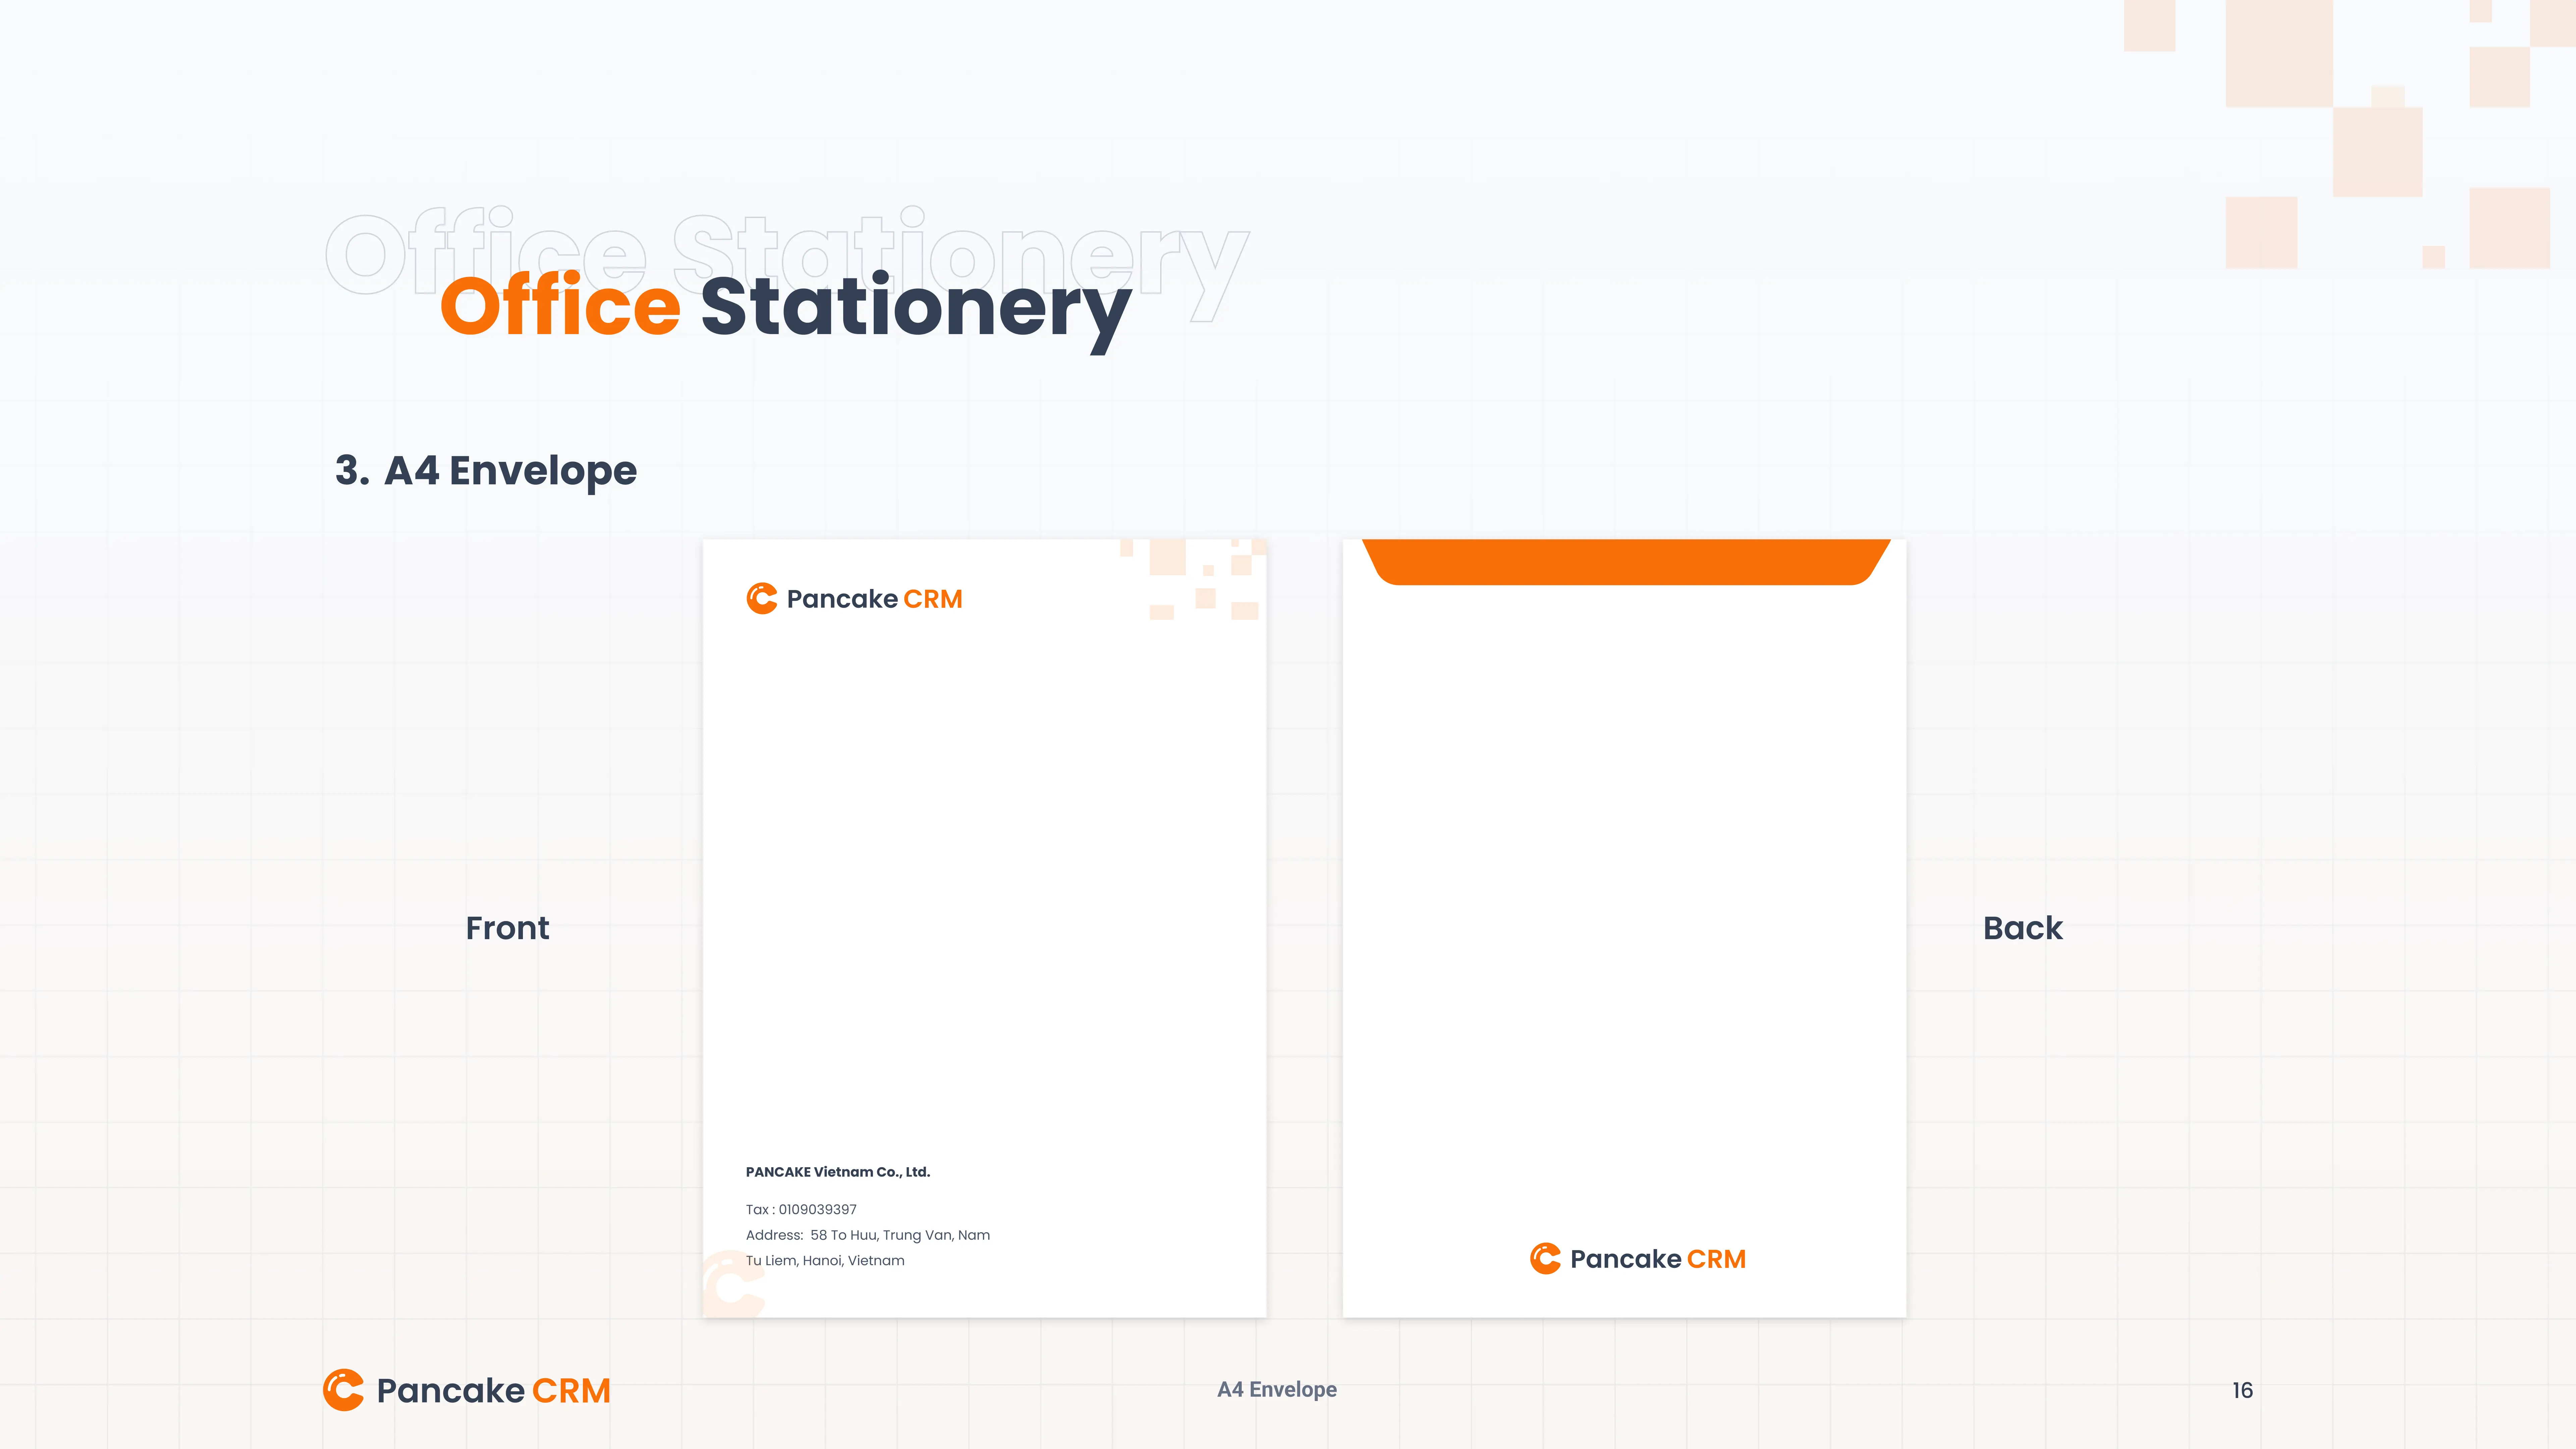 Office Stationery
Office Stationery
3. A4 Envelope
Pancake CRM
Front
Back
PANCAKE Vietnam Co., Ltd.
Tax : 0109039397
Address: 58 To Huu, Trung Van, Nam
Tu Liem, Hanoi, Vietnam
Pancake CRM
Pancake CRM
A4 Envelope
16